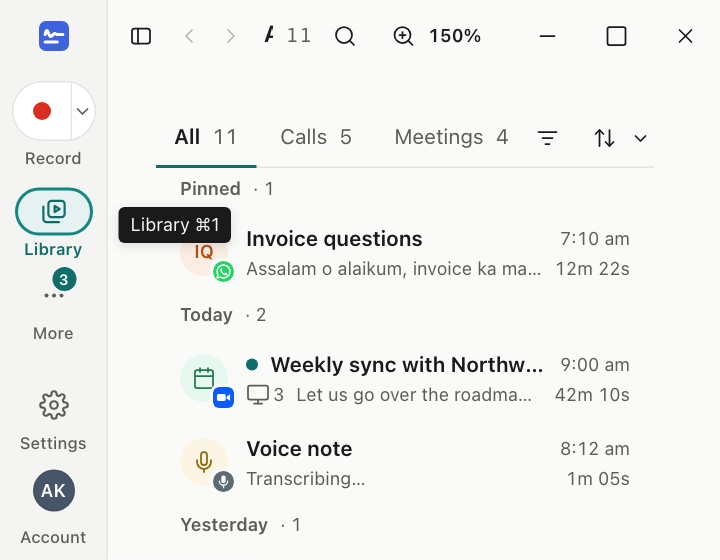 11
150%
Record
Library
3
More
Settings
AK
Account
All 11 Calls 5 Meetings 4
Pinned · 1
Library ⌘1
IQ Invoice questions 7:10 am
Assalam o alaikum, invoice ka ma... 12m 22s
Today · 2
Weekly sync with Northw... 9:00 am
3 Let us go over the roadma... 42m 10s
Voice note 8:12 am
Transcribing... 1m 05s
Yesterday · 1